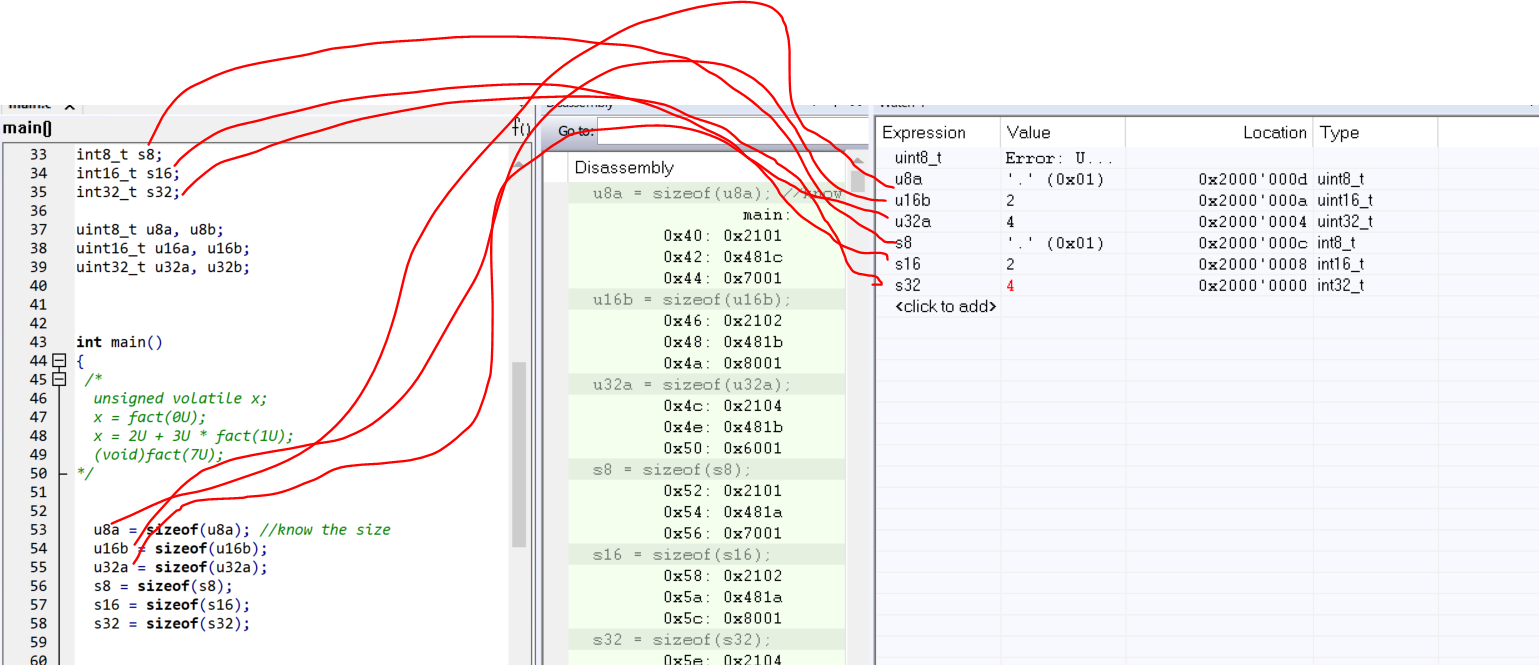 main()
f()
33 int8_t s8;
34 int16_t s16;
35 int32_t s32;
36
37 uint8_t u8a, u8b;
38 uint16_t u16a, u16b;
39 uint32_t u32a, u32b;
40
41
42
43 int main()
44 {
45 /*
46 unsigned volatile x;
47 x = fact(0U);
48 x = 2U + 3U * fact(1U);
49 (void)fact(7U);
50 */
51
52
53 u8a = sizeof(u8a); //know the size
54 u16b = sizeof(u16b);
55 u32a = sizeof(u32a);
56 s8 = sizeof(s8);
57 s16 = sizeof(s16);
58 s32 = sizeof(s32);
59
60
Go to:
Disassembly
u8a = sizeof(u8a); //know
main:
0x40: 0x2101
0x42: 0x481c
0x44: 0x7001
u16b = sizeof(u16b);
0x46: 0x2102
0x48: 0x481b
0x4a: 0x8001
u32a = sizeof(u32a);
0x4c: 0x2104
0x4e: 0x481b
0x50: 0x6001
s8 = sizeof(s8);
0x52: 0x2101
0x54: 0x481a
0x56: 0x7001
s16 = sizeof(s16);
0x58: 0x2102
0x5a: 0x481a
0x5c: 0x8001
s32 = sizeof(s32);
0x5e: 0x2104
Expression Value Location Type
uint8_t Error: U...
u8a '.' (0x01) 0x2000'000d uint8_t
u16b 2 0x2000'000a uint16_t
u32a 4 0x2000'0004 uint32_t
s8 '.' (0x01) 0x2000'000c int8_t
s16 2 0x2000'0008 int16_t
s32 4 0x2000'0000 int32_t
<click to add>